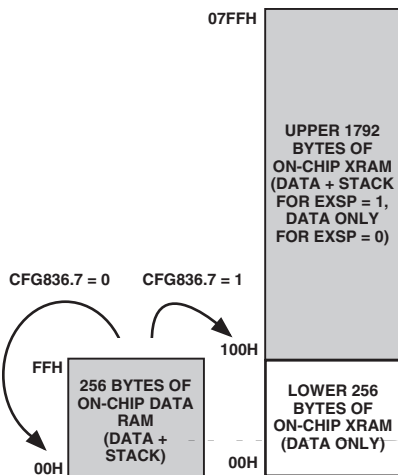 07FFH
UPPER 1792
BYTES OF
ON-CHIP XRAM
(DATA + STACK
FOR EXSP = 1,
DATA ONLY
FOR EXSP = 0)
CFG836.7 = 0
CFG836.7 = 1
100H
FFH
256 BYTES OF
ON-CHIP DATA
RAM
(DATA +
STACK)
00H
LOWER 256
BYTES OF
ON-CHIP XRAM
(DATA ONLY)
00H